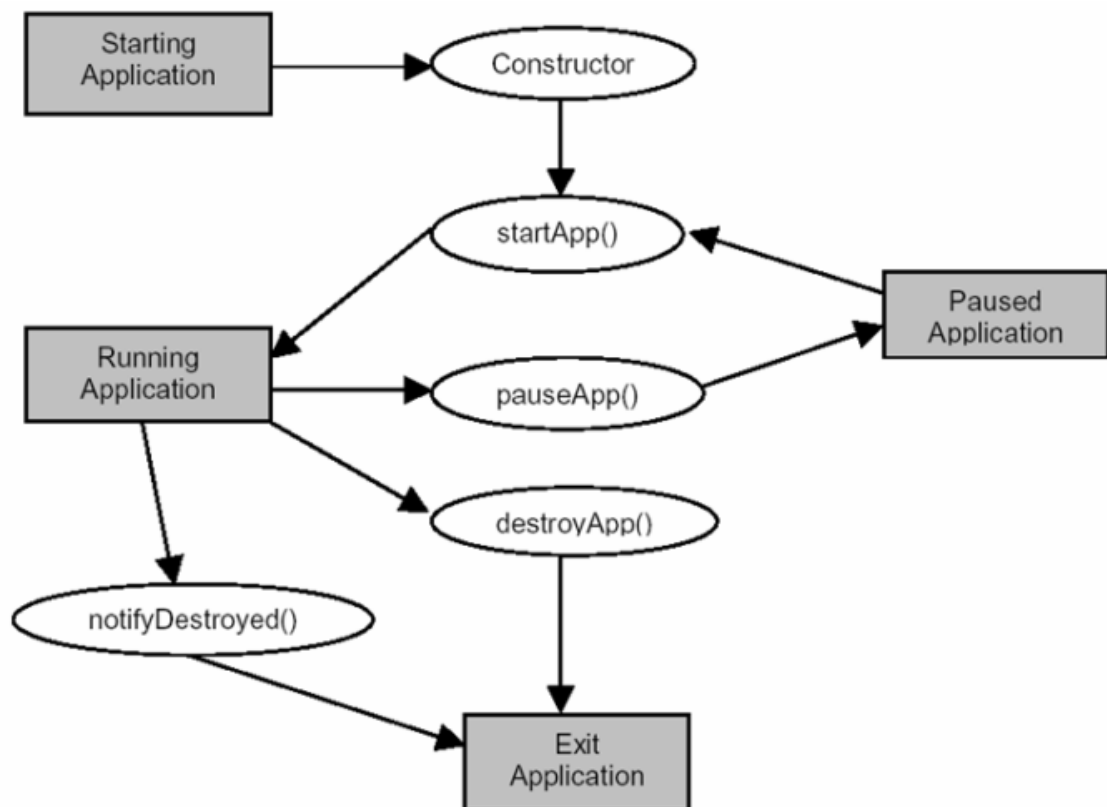 Starting
Application
Constructor
startApp()
Paused
Application
Running
Application
pauseApp()
destroyApp()
notifyDestroyed()
Exit
Application